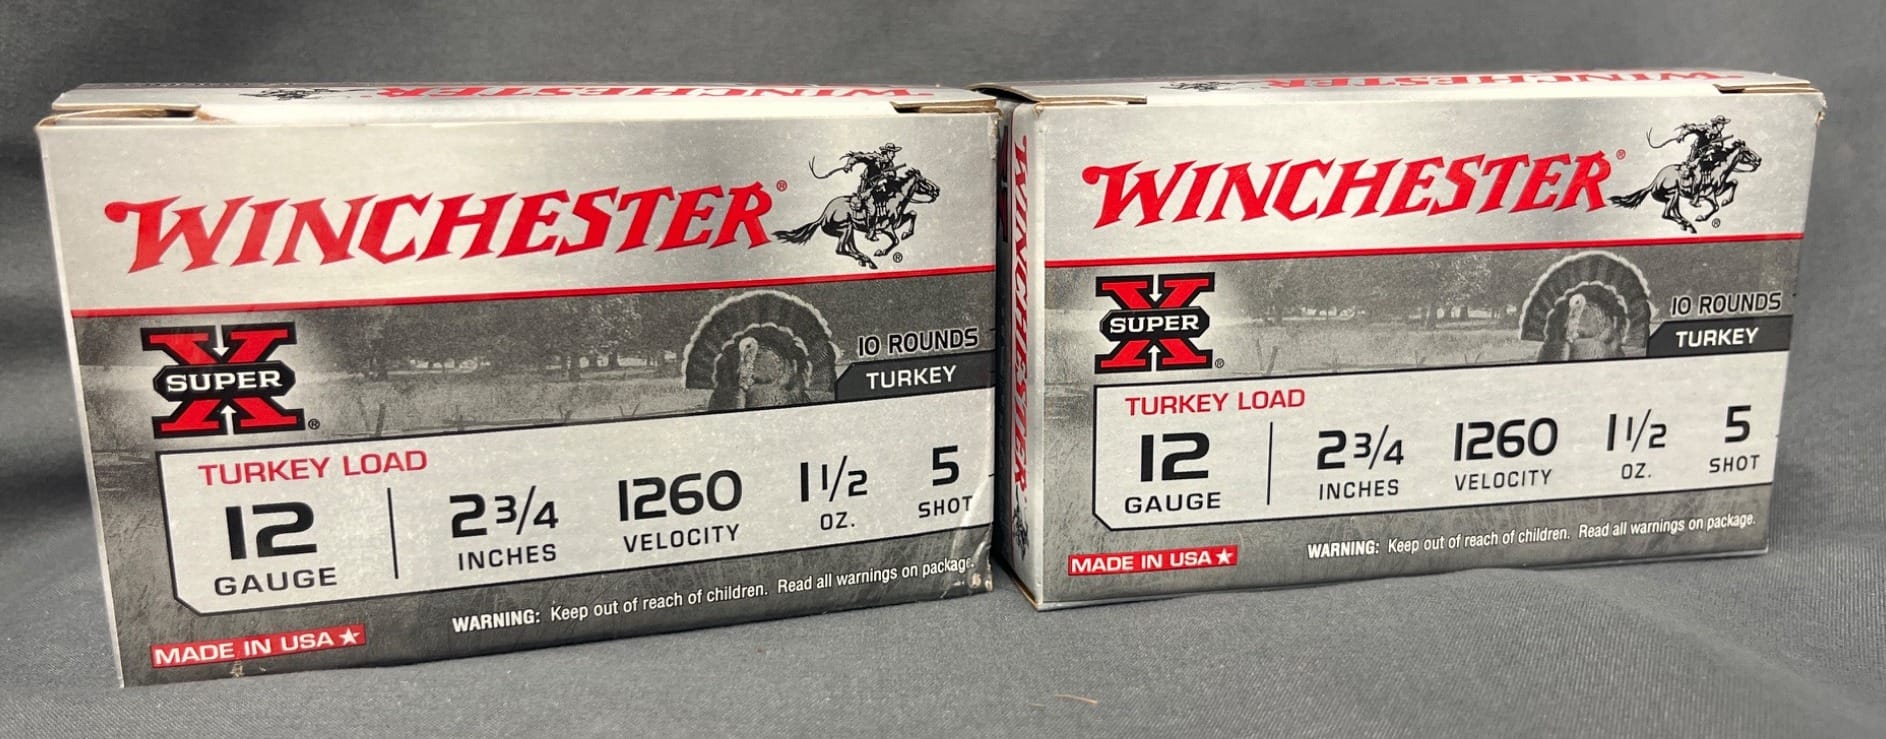 WINCHESTER
WINCHESTER®
®
X
SUPER
®
10 ROUNDS
TURKEY
TURKEY LOAD
12 GAUGE
2 3/4 INCHES
1260 VELOCITY
1 1/2 OZ.
5 SHOT
WARNING: Keep out of reach of children. Read all warnings on package.
MADE IN USA ★
WINCHESTER
WINCHESTER
WINCHESTER®
®
X
SUPER
®
10 ROUNDS
TURKEY
TURKEY LOAD
12 GAUGE
2 3/4 INCHES
1260 VELOCITY
1 1/2 OZ.
5 SHOT
MADE IN USA ★
WARNING: Keep out of reach of children. Read all warnings on package.